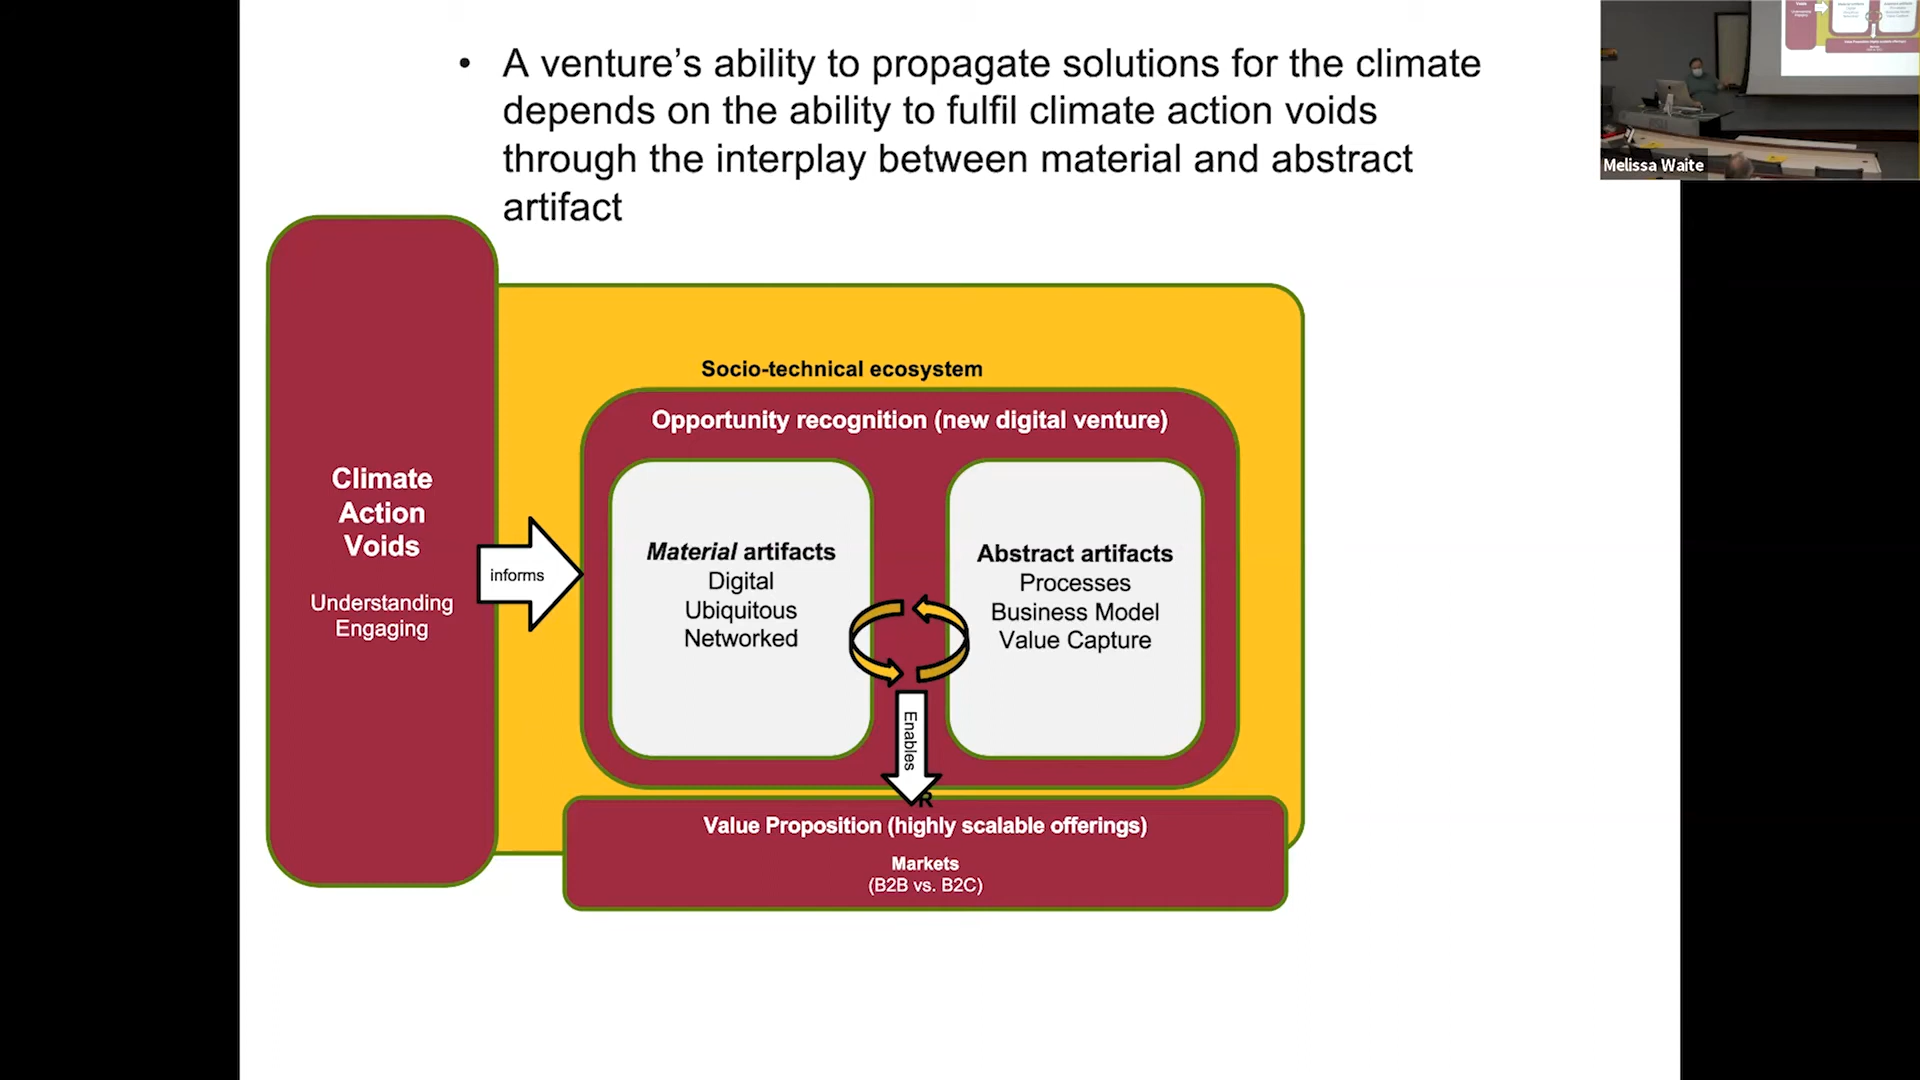 • A venture’s ability to propagate solutions for the climate
depends on the ability to fulfil climate action voids
through the interplay between material and abstract
artifact
Melissa Waite
Socio-technical ecosystem
Opportunity recognition (new digital venture)
Climate
Action
Voids
Understanding
Engaging
informs
Material artifacts
Digital
Ubiquitous
Networked
Abstract artifacts
Processes
Business Model
Value Capture
Enables
R
Value Proposition (highly scalable offerings)
Markets
(B2B vs. B2C)